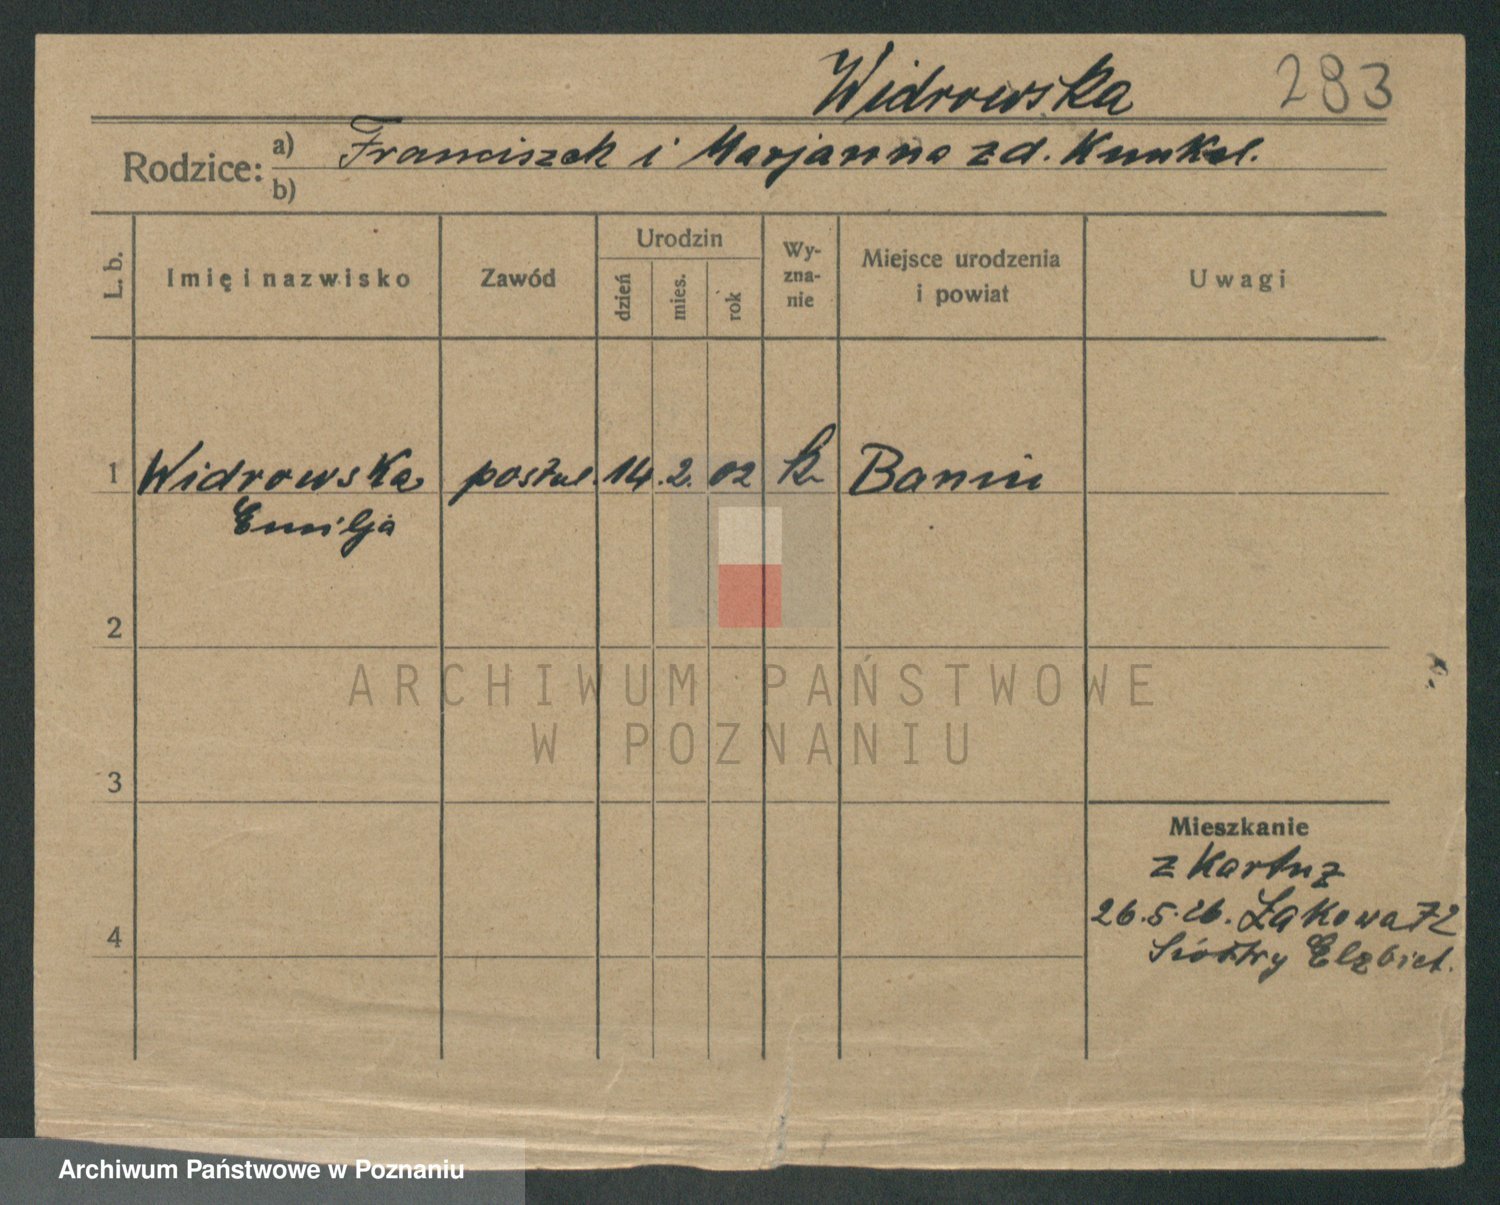 Widrowska 283
Rodzice: a) Franciszek i Marjanna zd. Kunkel.
b)
L. b. Imię i nazwisko Zawód Urodzin dzień mies. rok Wy-zna-nie Miejsce urodzenia i powiat Uwagi
1 Widrowska postul. 14. 2. 02 k Banin
Emilja
2
ARCHIWUM PAŃSTWOWE
W POZNANIU
3
Mieszkanie
z Kartuz
26.5.26. Łąkowa
4
Siostry Elżbiet.
Archiwum Państwowe w Poznaniu